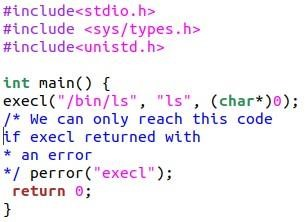 #include<stdio.h>
#include <sys/types.h>
#include<unistd.h>
int main() {
execl("/bin/ls", "ls", (char*)0);
/* We can only reach this code
if execl returned with
* an error
*/ perror("execl");
return 0;
}